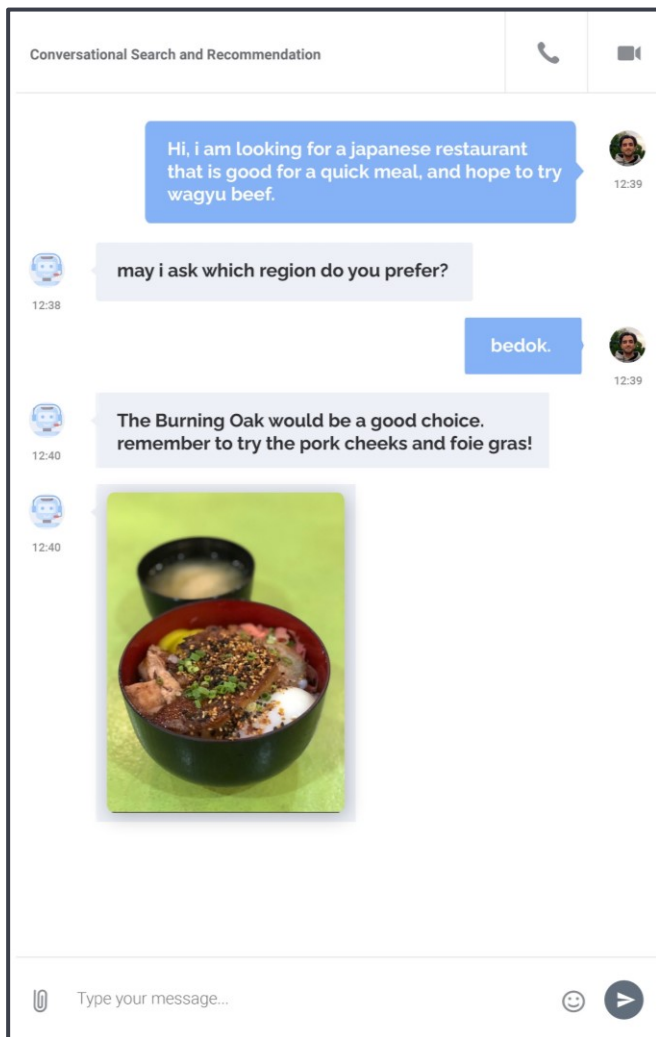 Conversational Search and Recommendation
Hi, i am looking for a japanese restaurant
that is good for a quick meal, and hope to try
wagyu beef.
12:39
may i ask which region do you prefer?
12:38
bedok.
12:39
The Burning Oak would be a good choice.
remember to try the pork cheeks and foie gras!
12:40
12:40
Type your message...